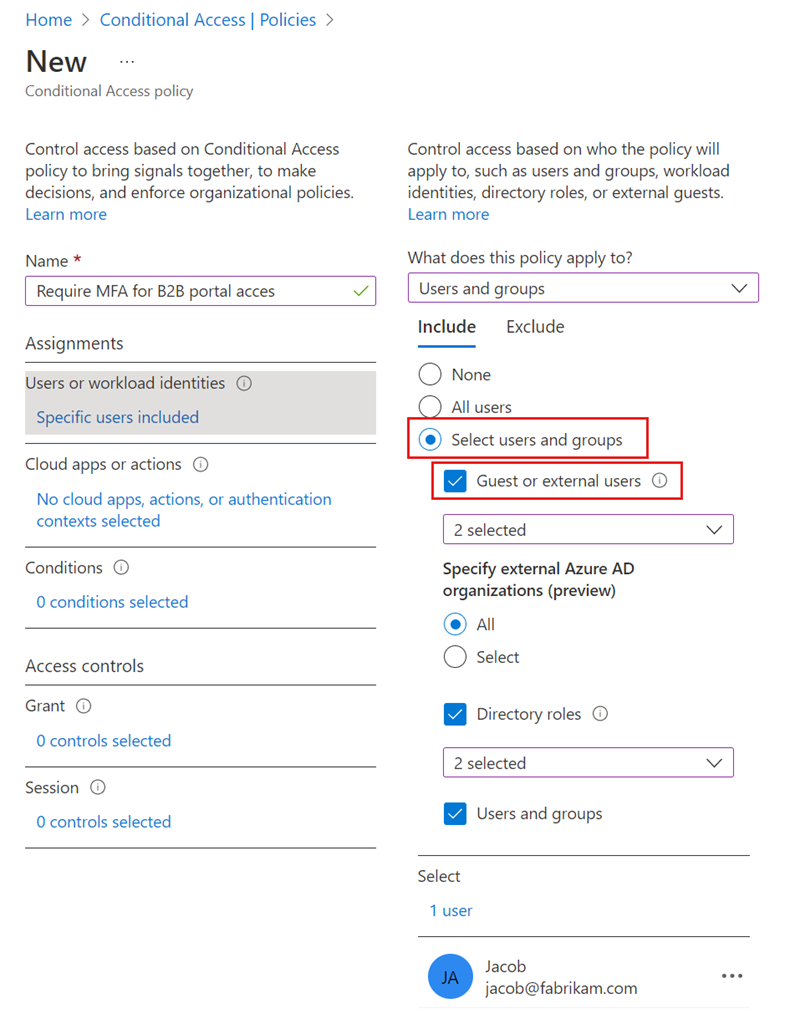 Home > Conditional Access | Policies >
New ...
Conditional Access policy
Control access based on Conditional Access
policy to bring signals together, to make
decisions, and enforce organizational policies.
Learn more
Name *
Require MFA for B2B portal acces
Assignments
Users or workload identities
Specific users included
Cloud apps or actions
No cloud apps, actions, or authentication
contexts selected
Conditions
0 conditions selected
Access controls
Grant
0 controls selected
Session
0 controls selected
Control access based on who the policy will
apply to, such as users and groups, workload
identities, directory roles, or external guests.
Learn more
What does this policy apply to?
Users and groups
Include Exclude
None
All users
Select users and groups
Guest or external users
2 selected
Specify external Azure AD
organizations (preview)
All
Select
Directory roles
2 selected
Users and groups
Select
1 user
JA
Jacob
jacob@fabrikam.com